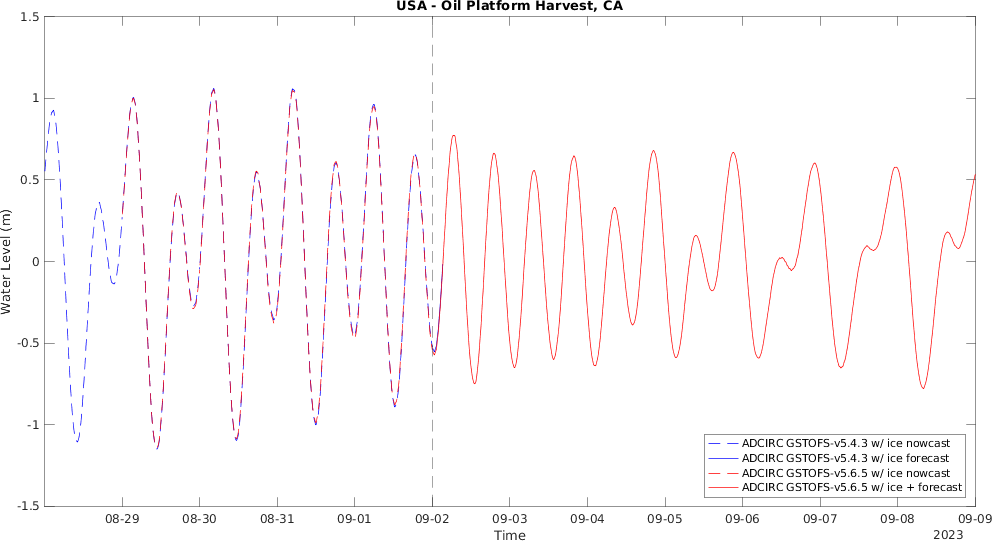 USA - Oil Platform Harvest, CA
1.5
1
0.5
0
-0.5
-1
-1.5
Water Level (m)
08-29 08-30 08-31 09-01 09-02 09-03 09-04 09-05 09-06 09-07 09-08 09-09
Time
2023
ADCIRC GSTOFS-v5.4.3 w/ ice nowcast
ADCIRC GSTOFS-v5.4.3 w/ ice forecast
ADCIRC GSTOFS-v5.6.5 w/ ice nowcast
ADCIRC GSTOFS-v5.6.5 w/ ice + forecast